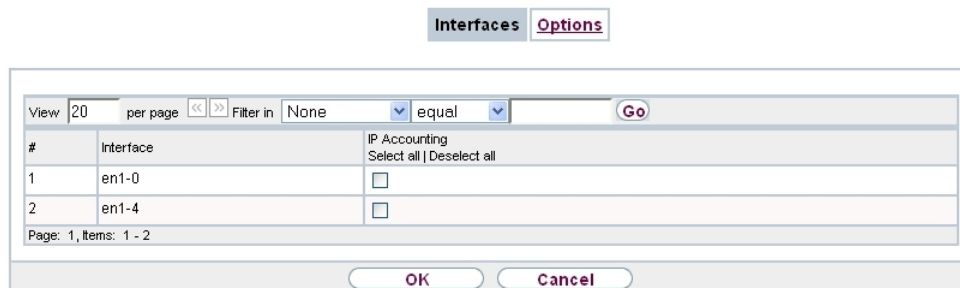 Interfaces Options
View 20 per page « » Filter in None equal Go
# Interface IP Accounting
Select all | Deselect all
1 en1-0
2 en1-4
Page: 1, Items: 1 - 2
OK Cancel